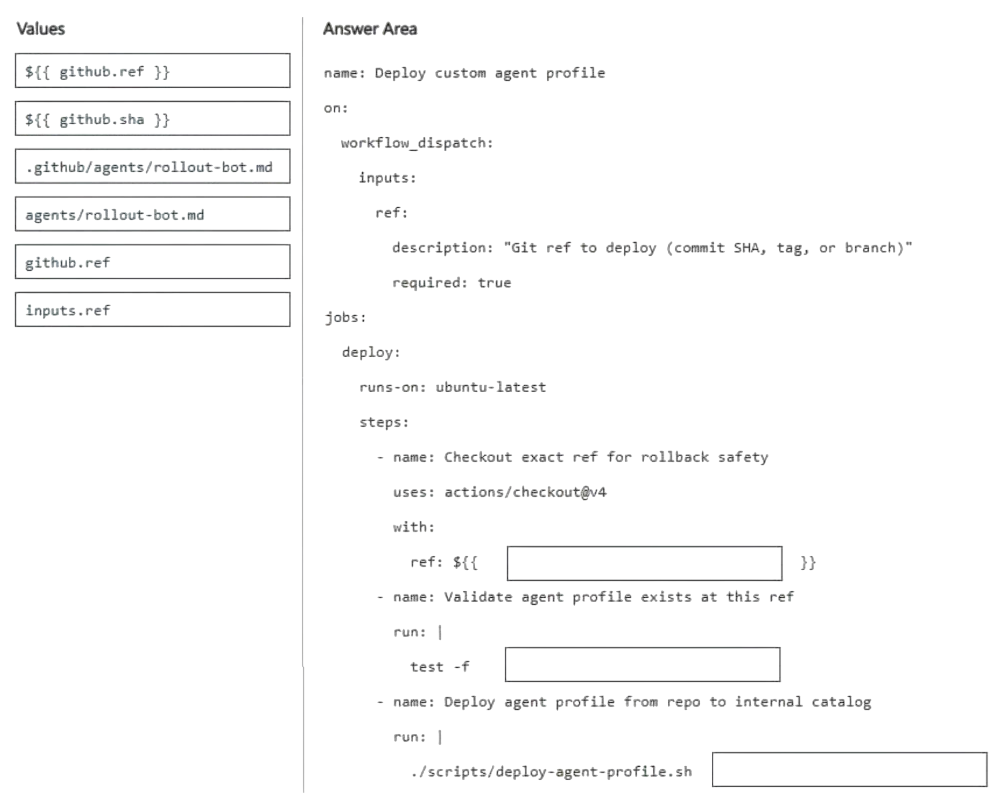 Values
${{ github.ref }}
${{ github.sha }}
.github/agents/rollout-bot.md
agents/rollout-bot.md
github.ref
inputs.ref
Answer Area
name: Deploy custom agent profile
on:
workflow_dispatch:
inputs:
ref:
description: "Git ref to deploy (commit SHA, tag, or branch)"
required: true
jobs:
deploy:
runs-on: ubuntu-latest
steps:
- name: Checkout exact ref for rollback safety
uses: actions/checkout@v4
with:
ref: ${{ }}
- name: Validate agent profile exists at this ref
run: |
test -f
- name: Deploy agent profile from repo to internal catalog
run: |
./scripts/deploy-agent-profile.sh